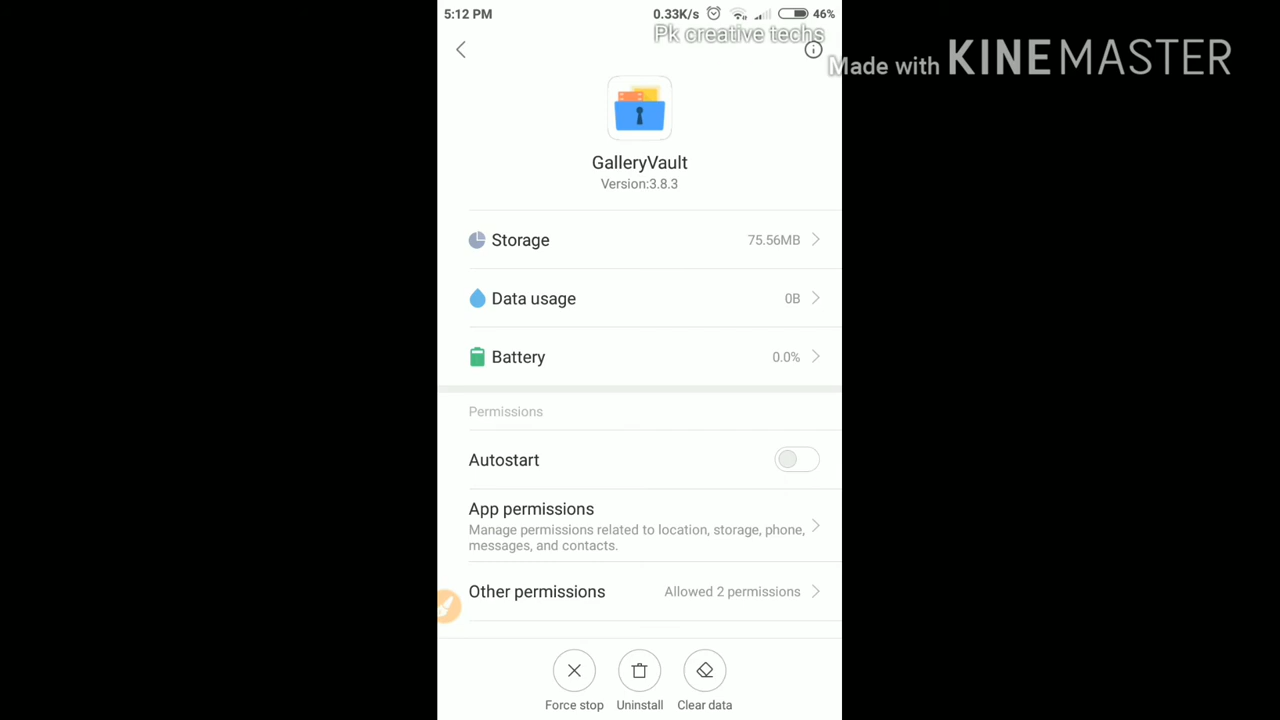 5:12 PM
0.33K/s
46%
Pk creative techs
Made with KINEMASTER
GalleryVault
Version:3.8.3
Storage
75.56MB
Data usage
0B
Battery
0.0%
Permissions
Autostart
App permissions
Manage permissions related to location, storage, phone,
messages, and contacts.
Other permissions
Allowed 2 permissions
Force stop
Uninstall
Clear data